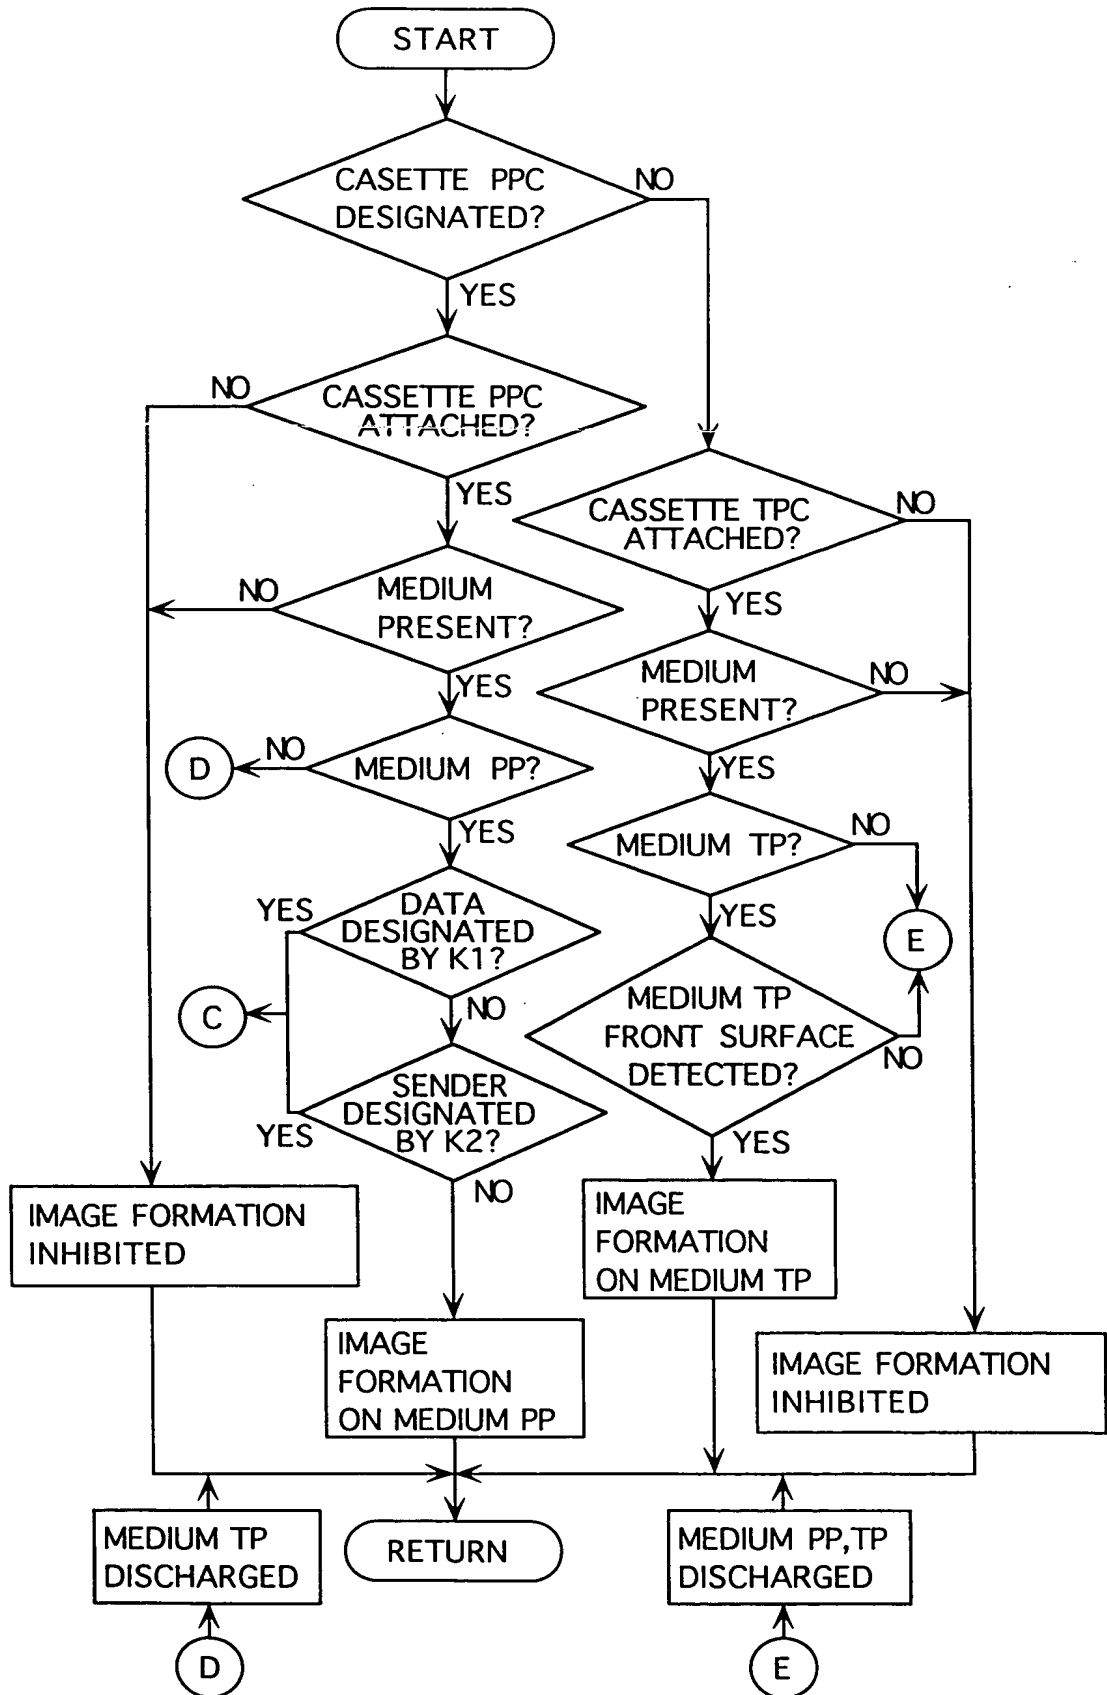 START
CASETTE PPC
DESIGNATED?
NO
YES
NO
CASSETTE PPC
ATTACHED?
YES
CASSETTE TPC
ATTACHED?
NO
NO
MEDIUM
PRESENT?
YES
YES
MEDIUM
PRESENT?
NO
D
NO
MEDIUM PP?
YES
YES
MEDIUM TP?
NO
YES
DATA
DESIGNATED
BY K1?
YES
E
C
NO
MEDIUM TP
FRONT SURFACE
DETECTED?
NO
YES
SENDER
DESIGNATED
BY K2?
NO
YES
IMAGE FORMATION
INHIBITED
IMAGE
FORMATION
ON MEDIUM TP
IMAGE
FORMATION
ON MEDIUM PP
IMAGE FORMATION
INHIBITED
MEDIUM TP
DISCHARGED
RETURN
MEDIUM PP,TP
DISCHARGED
D
E